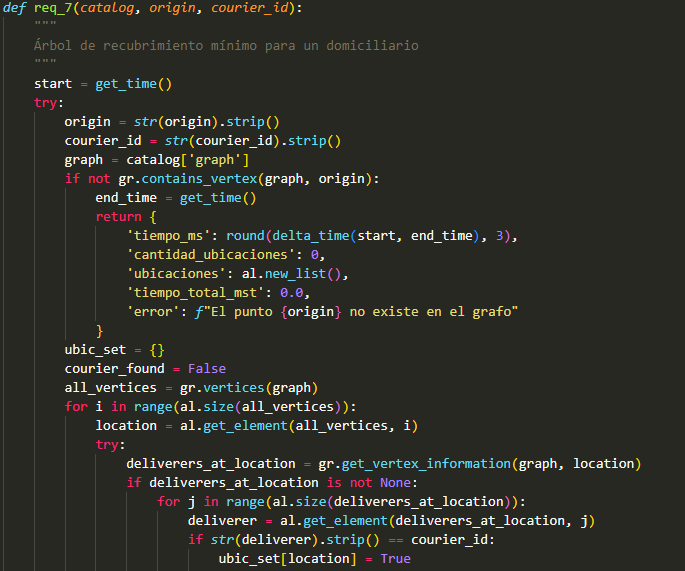 def req_7(catalog, origin, courier_id):
    """
    Árbol de recubrimiento mínimo para un domiciliario
    """
    start = get_time()
    try:
        origin = str(origin).strip()
        courier_id = str(courier_id).strip()
        graph = catalog['graph']
        if not gr.contains_vertex(graph, origin):
            end_time = get_time()
            return {
                'tiempo_ms': round(delta_time(start, end_time), 3),
                'cantidad_ubicaciones': 0,
                'ubicaciones': al.new_list(),
                'tiempo_total_mst': 0.0,
                'error': f"El punto {origin} no existe en el grafo"
            }
        ubic_set = {}
        courier_found = False
        all_vertices = gr.vertices(graph)
        for i in range(al.size(all_vertices)):
            location = al.get_element(all_vertices, i)
            try:
                deliverers_at_location = gr.get_vertex_information(graph, location)
                if deliverers_at_location is not None:
                    for j in range(al.size(deliverers_at_location)):
                        deliverer = al.get_element(deliverers_at_location, j)
                        if str(deliverer).strip() == courier_id:
                            ubic_set[location] = True